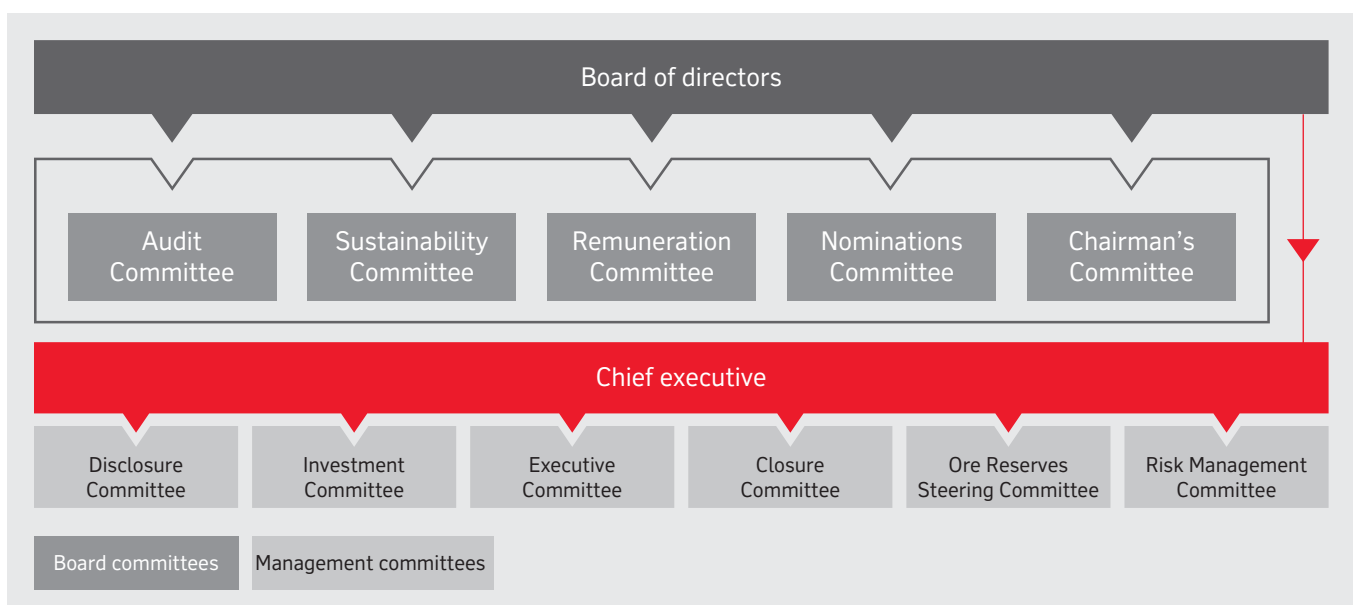 Board of directors
Audit
Committee
Sustainability
Committee
Remuneration
Committee
Nominations
Committee
Chairman’s
Committee
Chief executive
Disclosure
Committee
Investment
Committee
Executive
Committee
Closure
Committee
Ore Reserves
Steering Committee
Risk Management
Committee
Board committees
Management committees